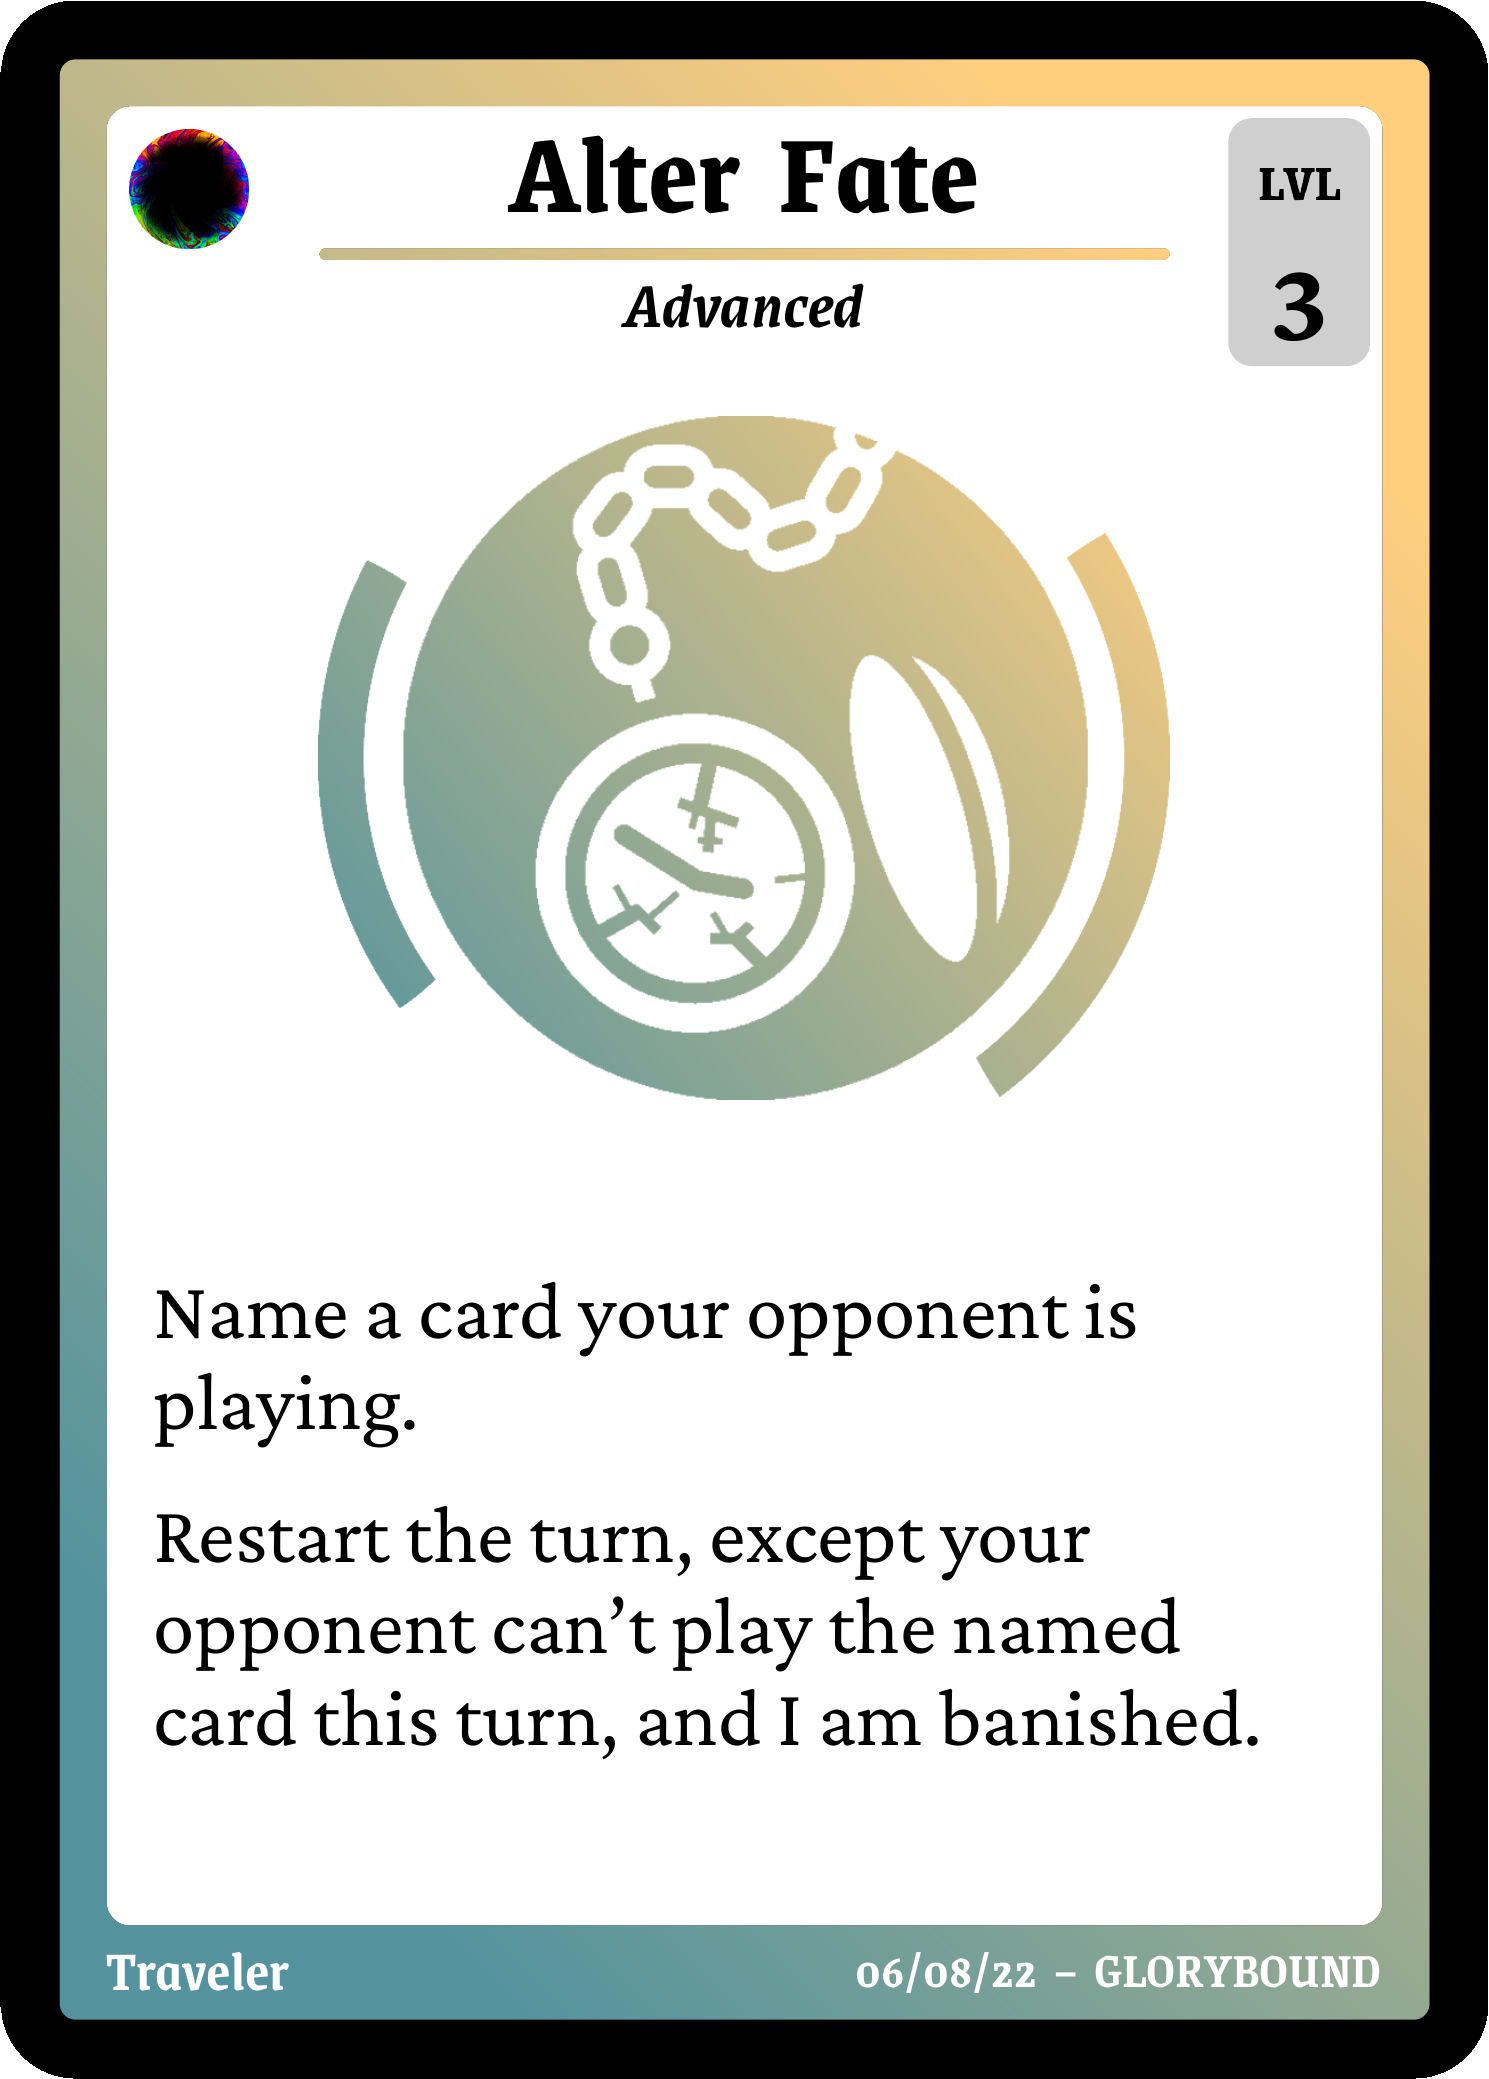 Alter Fate
LVL
3
Advanced
Name a card your opponent is
playing.
Restart the turn, except your
opponent can’t play the named
card this turn, and I am banished.
Traveler
06/08/22 – GLORYBOUND